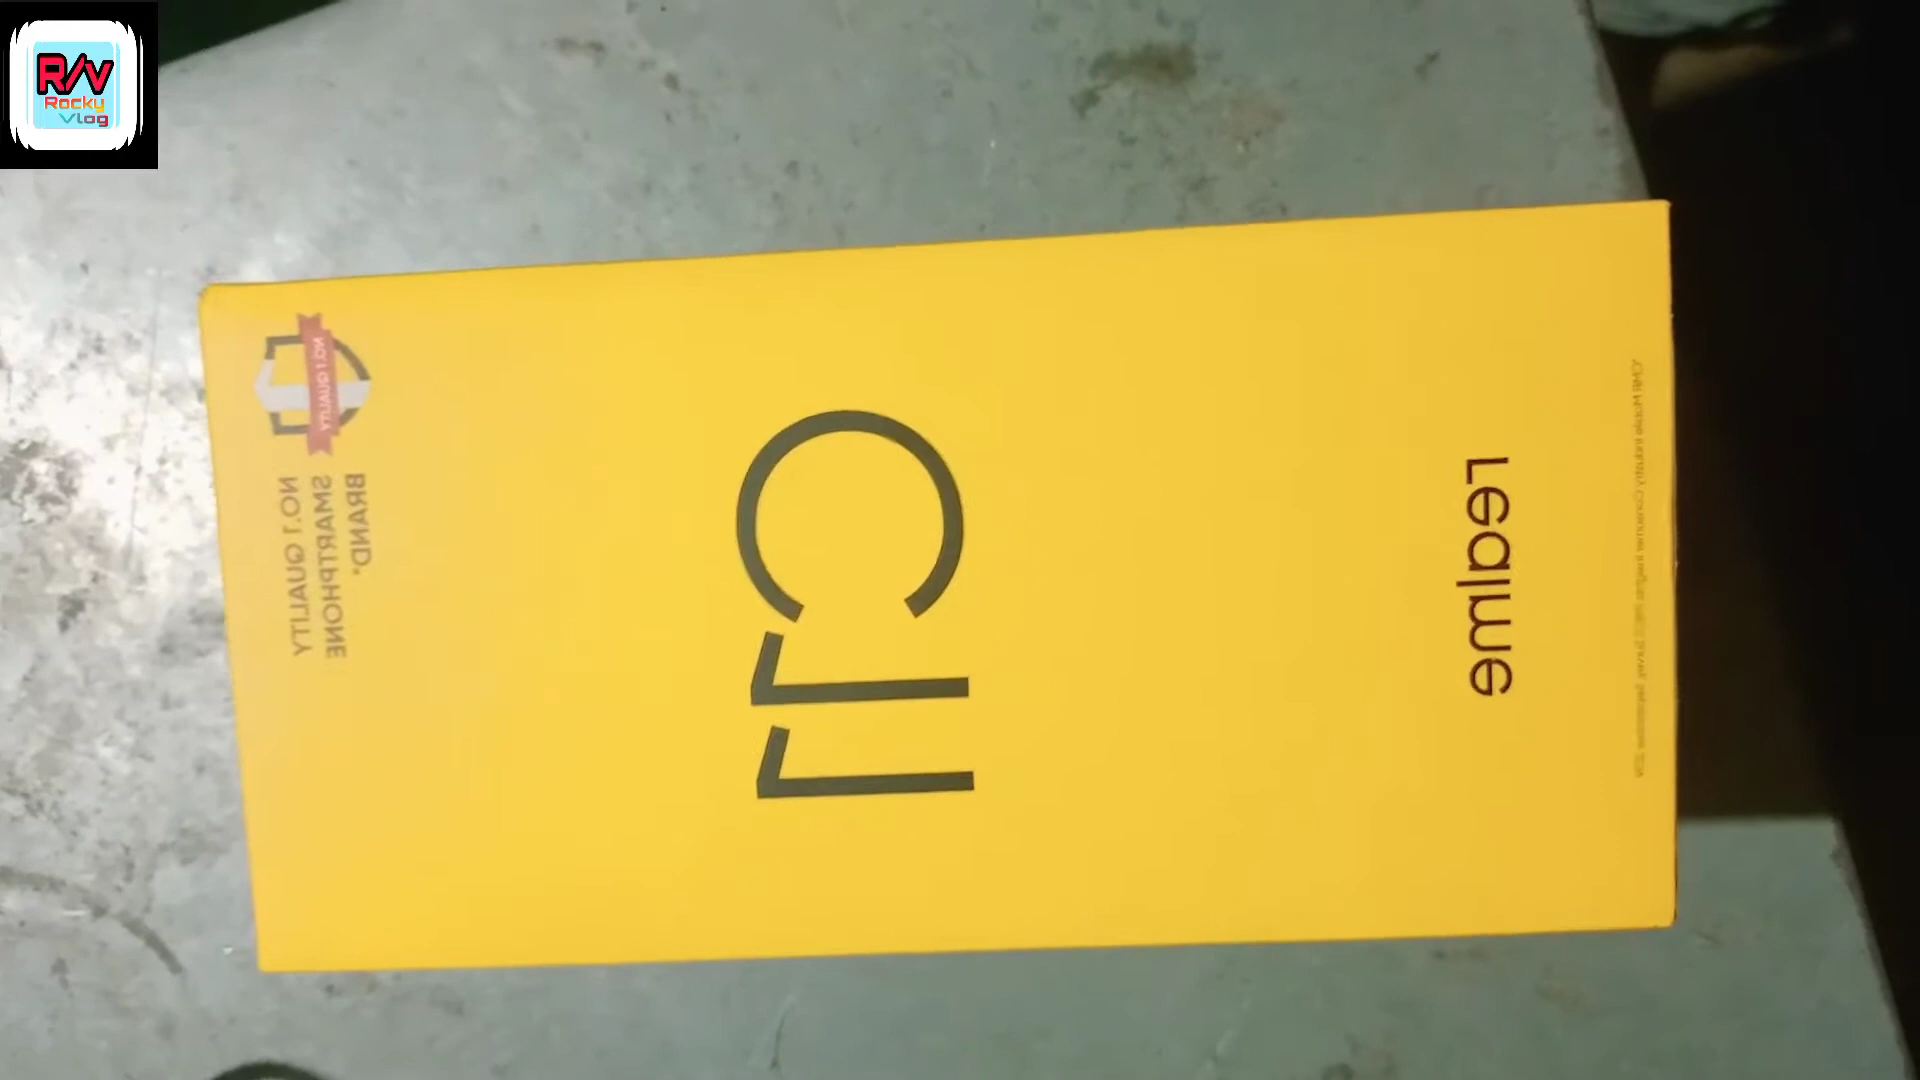 R/V
Rocky
Vlog
realme
C11
NO.1 QUALITY
NO.1 QUALITY
SMARTPHONE
BRAND.*